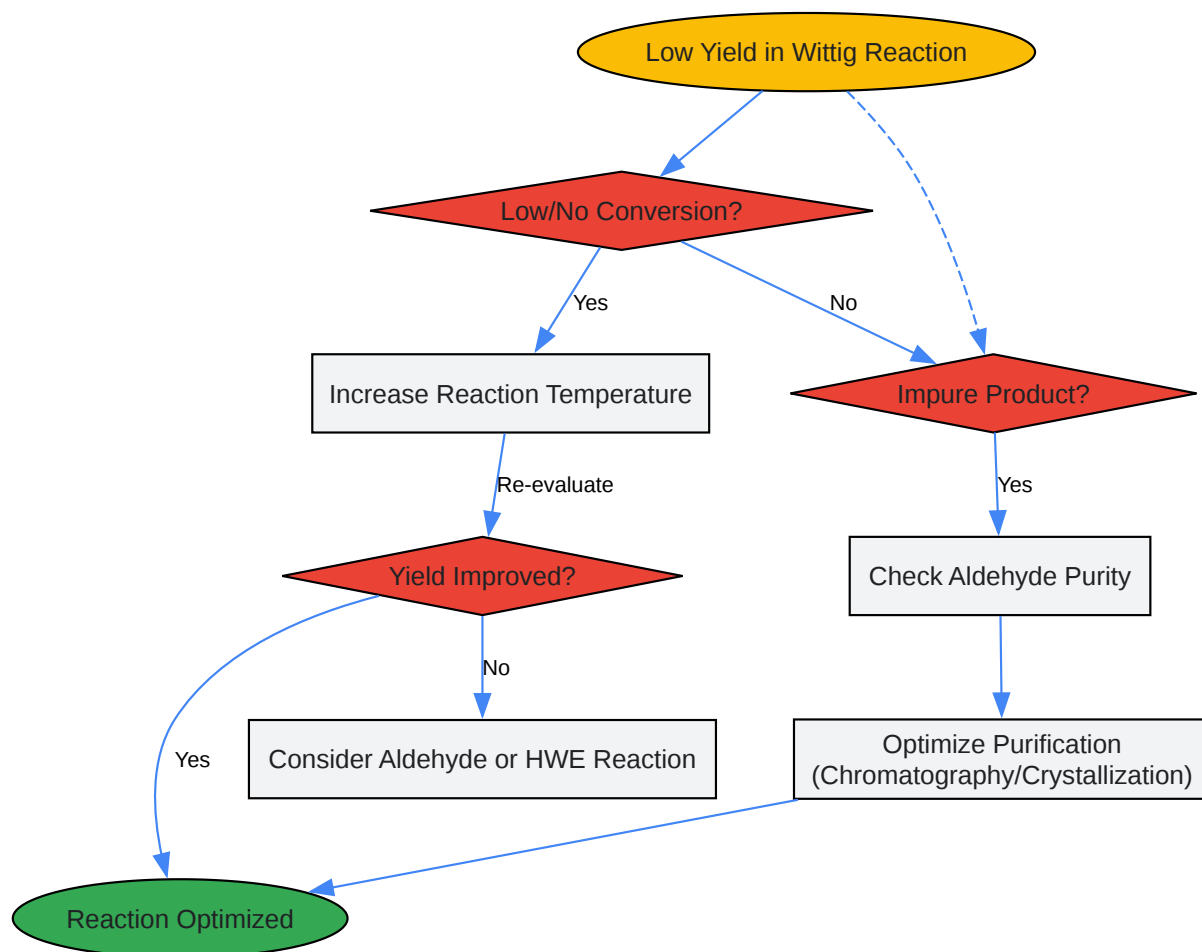 Low Yield in Wittig Reaction
Low/No Conversion?
Yes
No
Increase Reaction Temperature
Impure Product?
Re-evaluate
Yes
Yield Improved?
Check Aldehyde Purity
No
Yes
Consider Aldehyde or HWE Reaction
Optimize Purification
(Chromatography/Crystallization)
Reaction Optimized